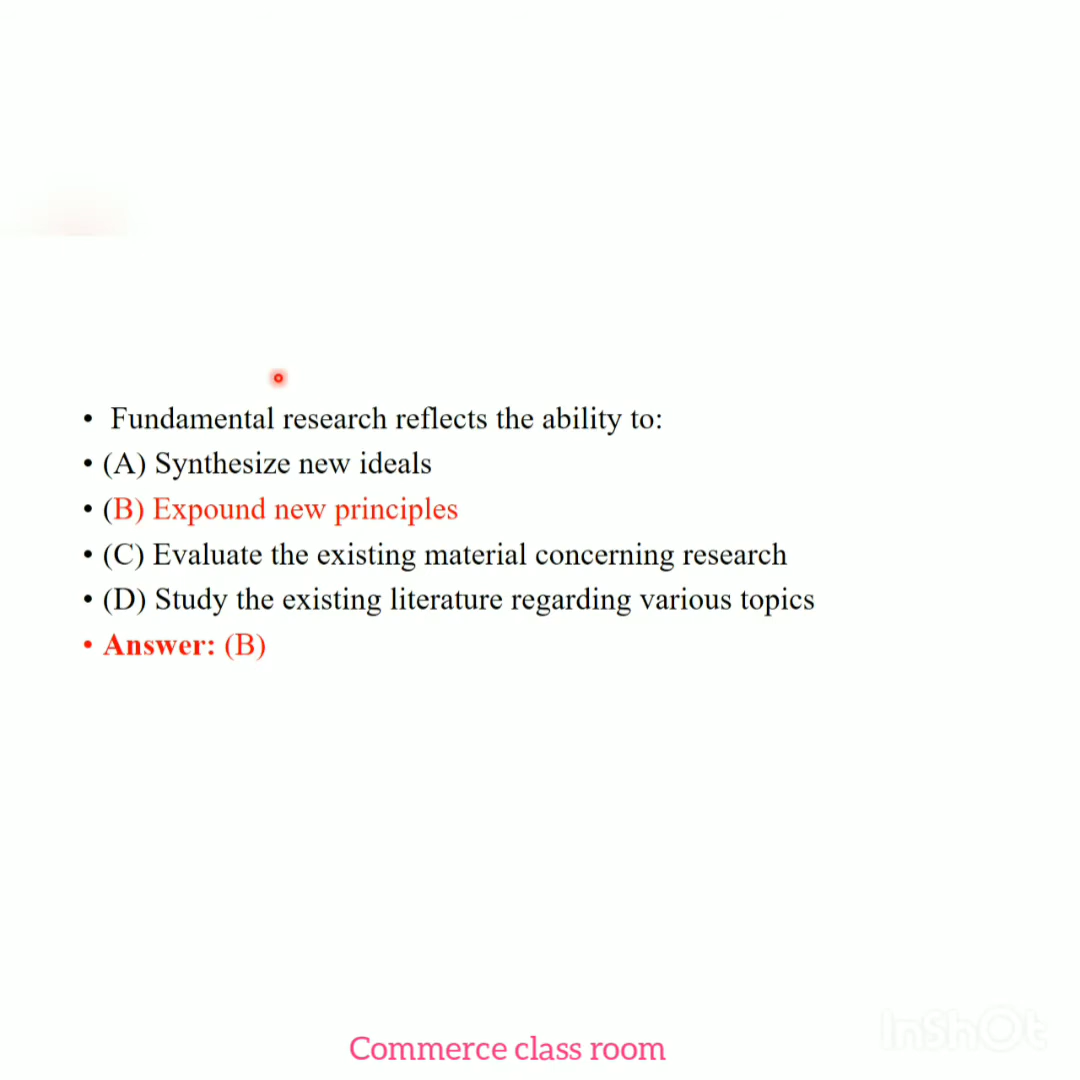 • Fundamental research reflects the ability to:
• (A) Synthesize new ideals
• (B) Expound new principles
• (C) Evaluate the existing material concerning research
• (D) Study the existing literature regarding various topics
• Answer: (B)
Commerce class room
InShOt